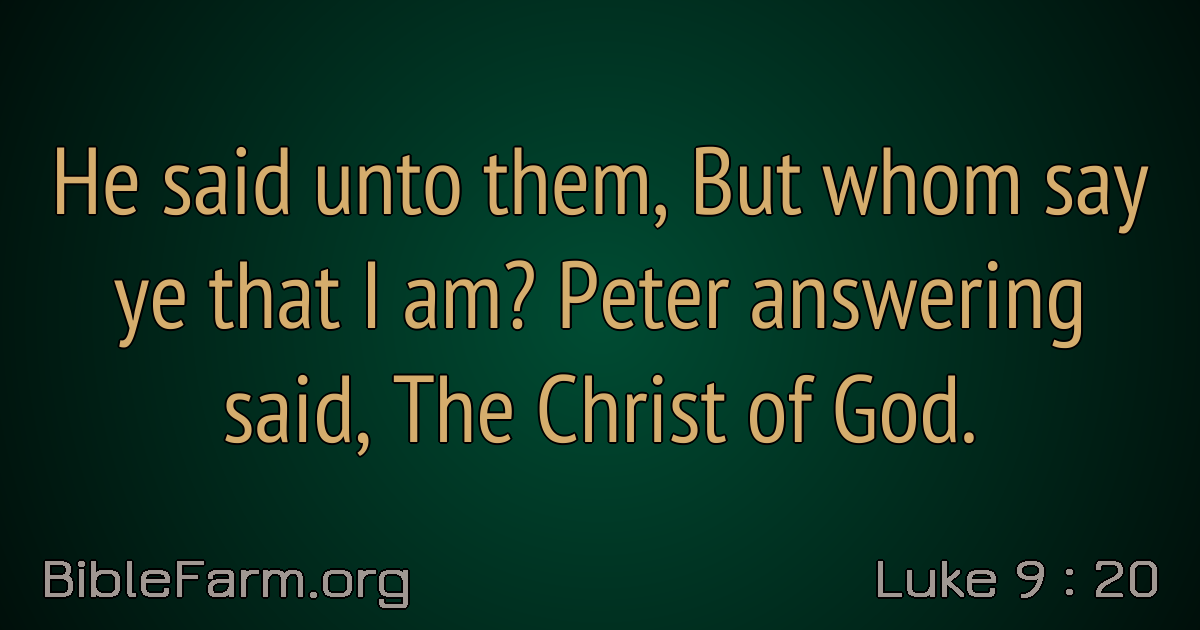 He said unto them, But whom say
ye that I am? Peter answering
said, The Christ of God.
BibleFarm.org
Luke 9 : 20